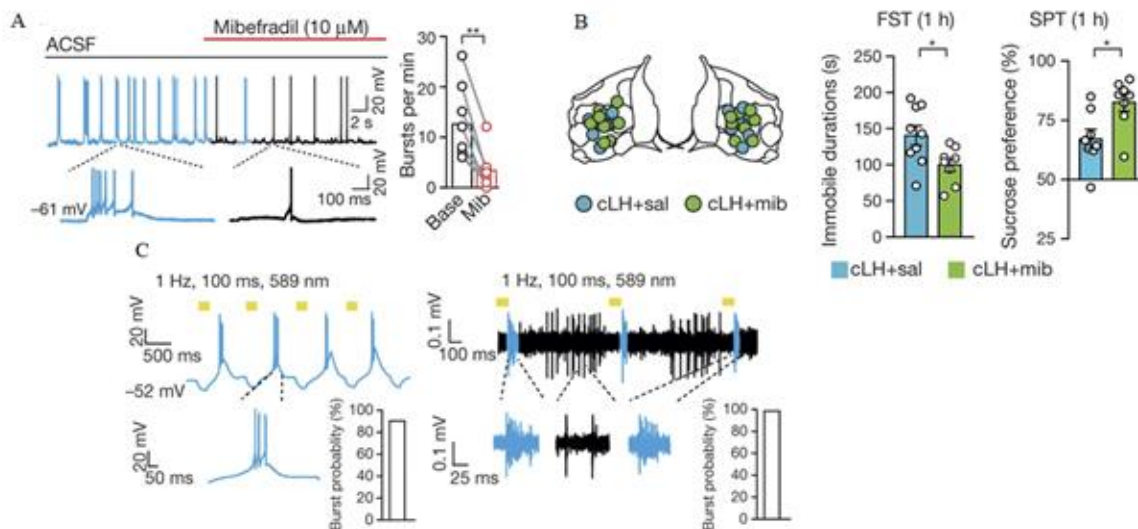 A
ACSF
Mibefradil (10 μM)
20 mV
2 s
20 mV
100 ms
−61 mV
Bursts per min
30
20
10
0
Base
Mib
**
B
cLH+sal
cLH+mib
FST (1 h)
Immobile durations (s)
250
200
150
100
50
0
*
SPT (1 h)
Sucrose preference (%)
100
75
50
25
75
*
cLH+sal
cLH+mib
C
1 Hz, 100 ms, 589 nm
20 mV
500 ms
−52 mV
20 mV
50 ms
Burst probablity (%)
100
80
60
40
20
0
1 Hz, 100 ms, 589 nm
0.1 mV
100 ms
0.1 mV
25 ms
Burst probablity (%)
100
80
60
40
20
0